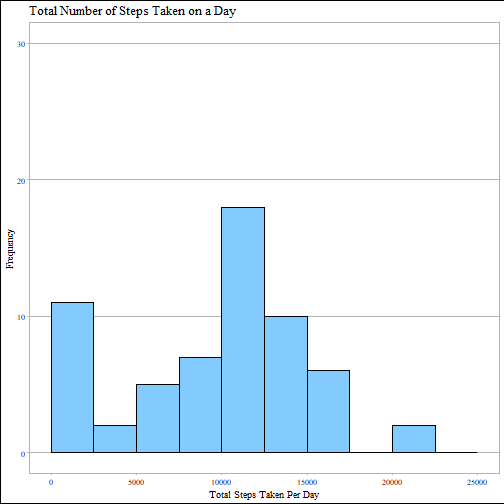 Total Number of Steps Taken on a Day
30
20
10
0
Frequency
0 5000 10000 15000 20000 25000
Total Steps Taken Per Day